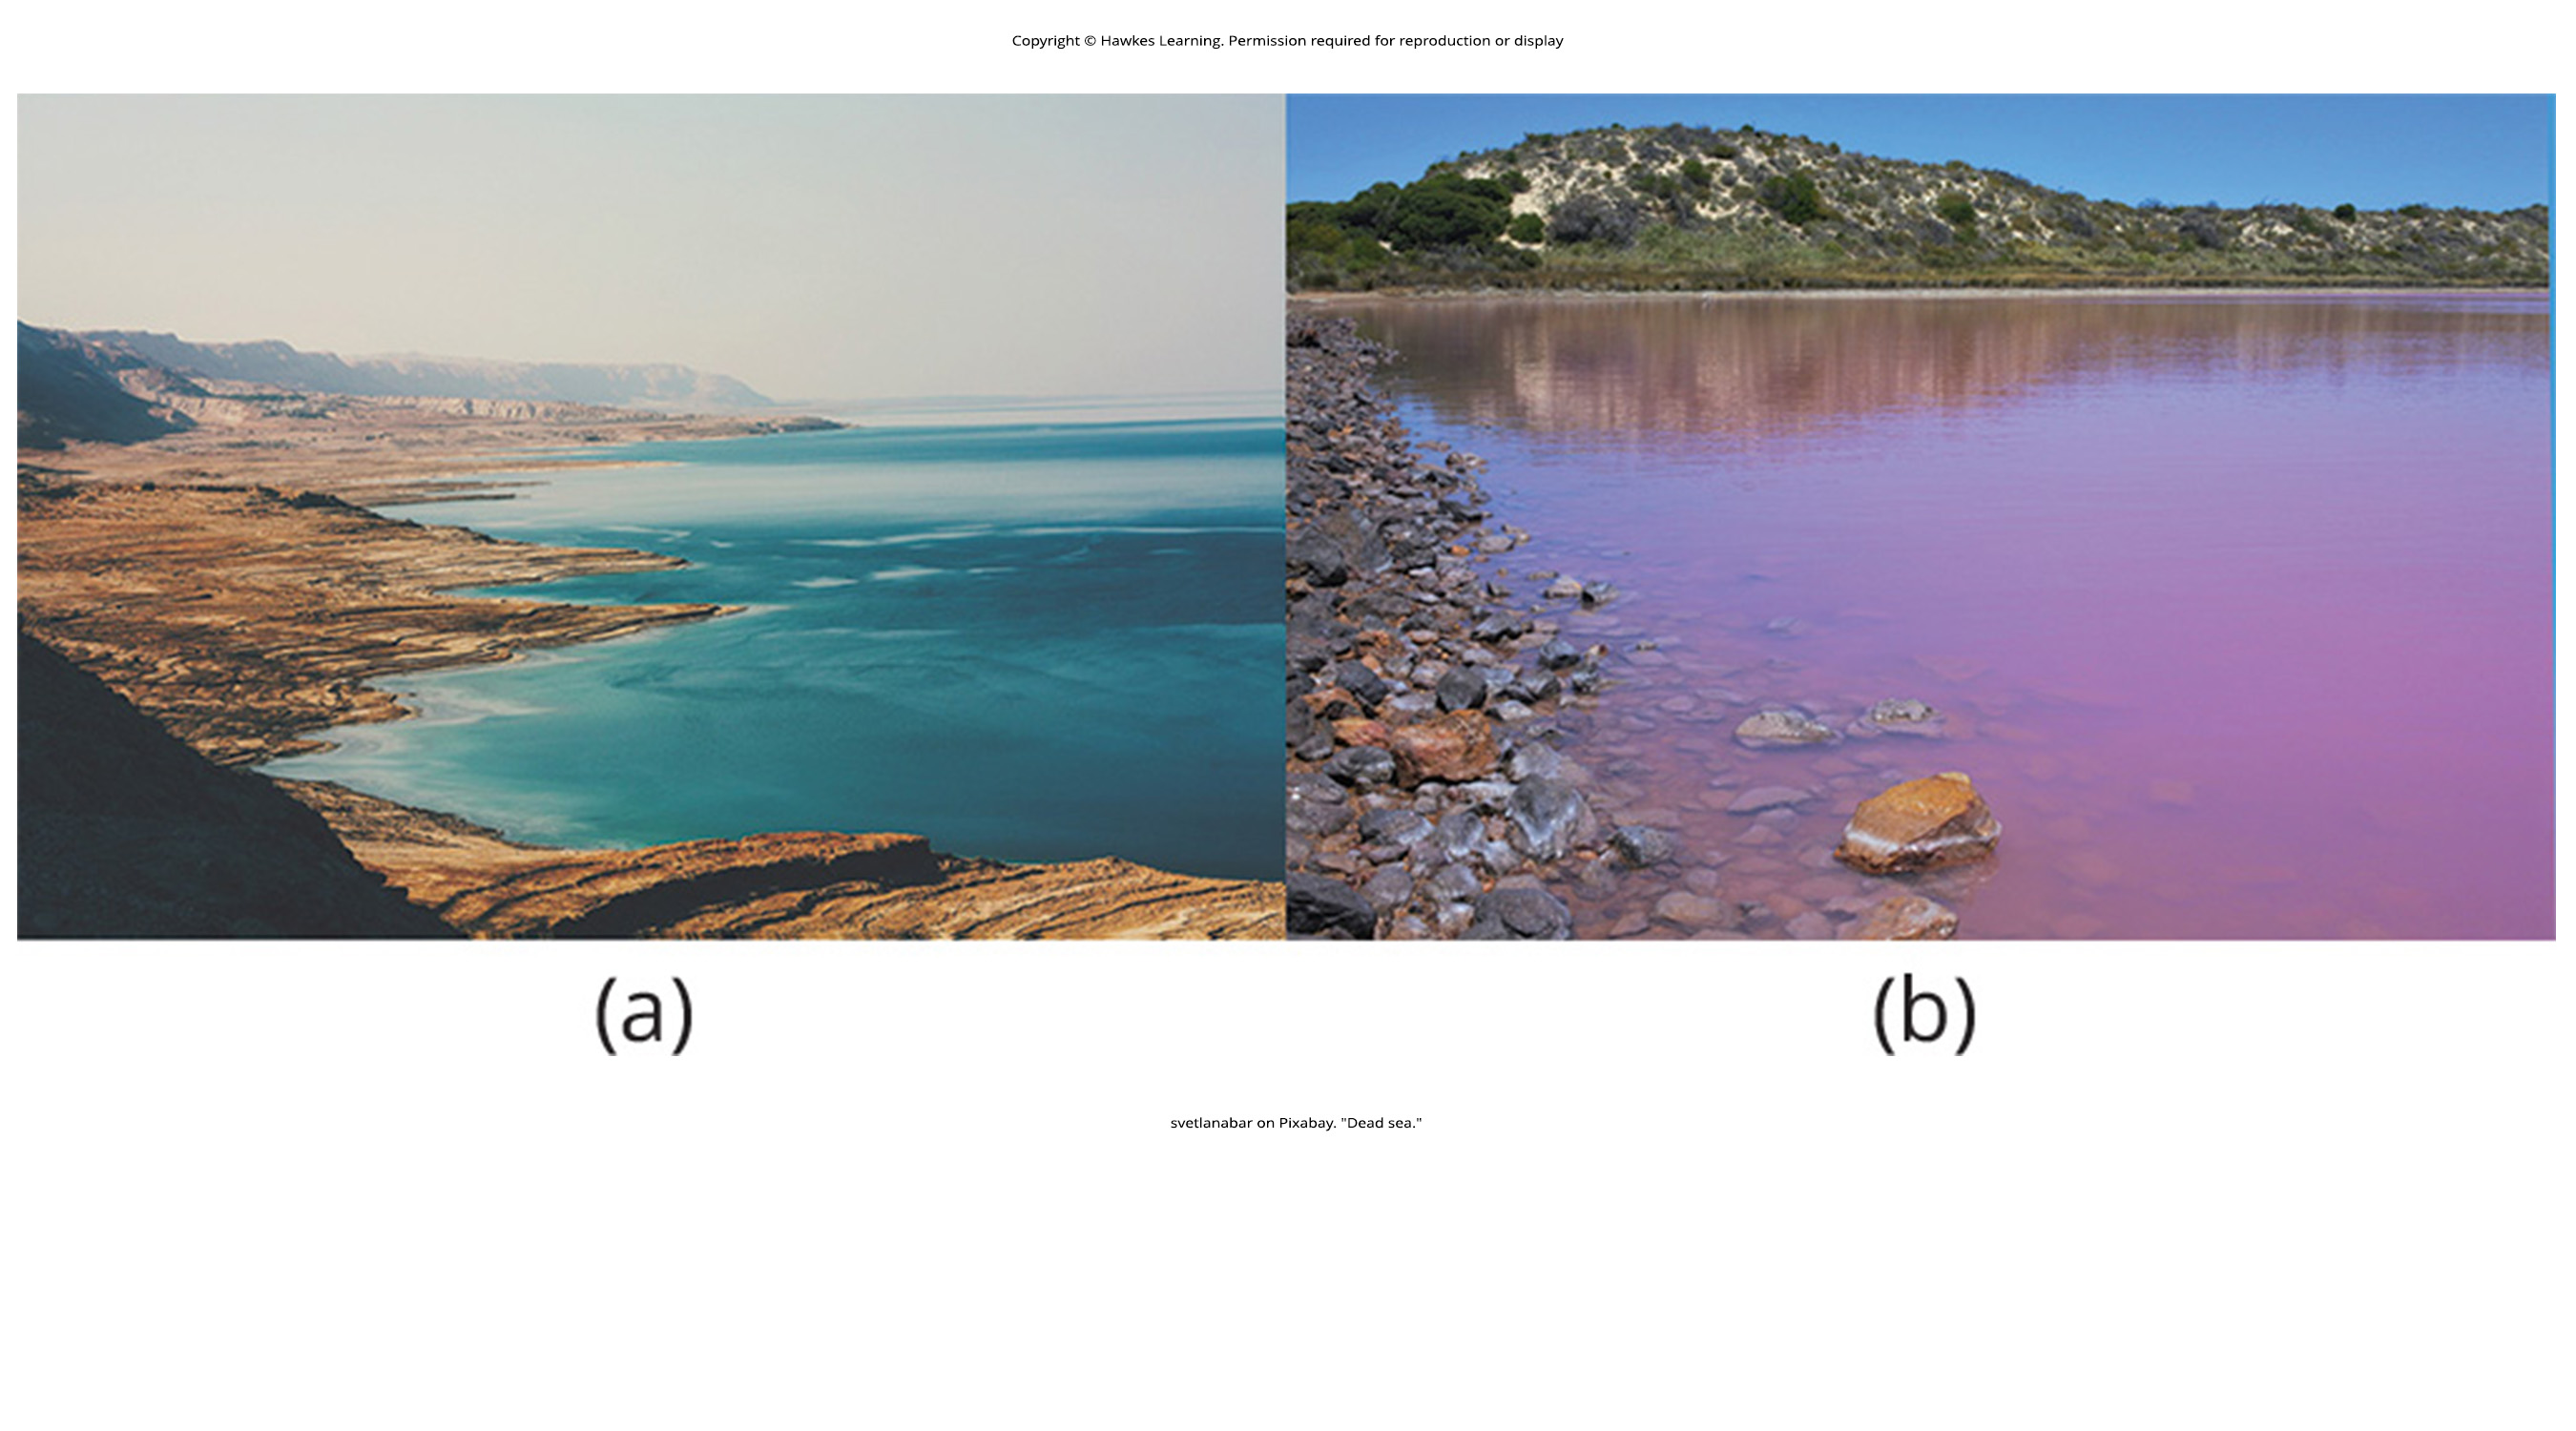 Copyright © Hawkes Learning. Permission required for reproduction or display
(a)
(b)
svetlanabar on Pixabay. "Dead sea."